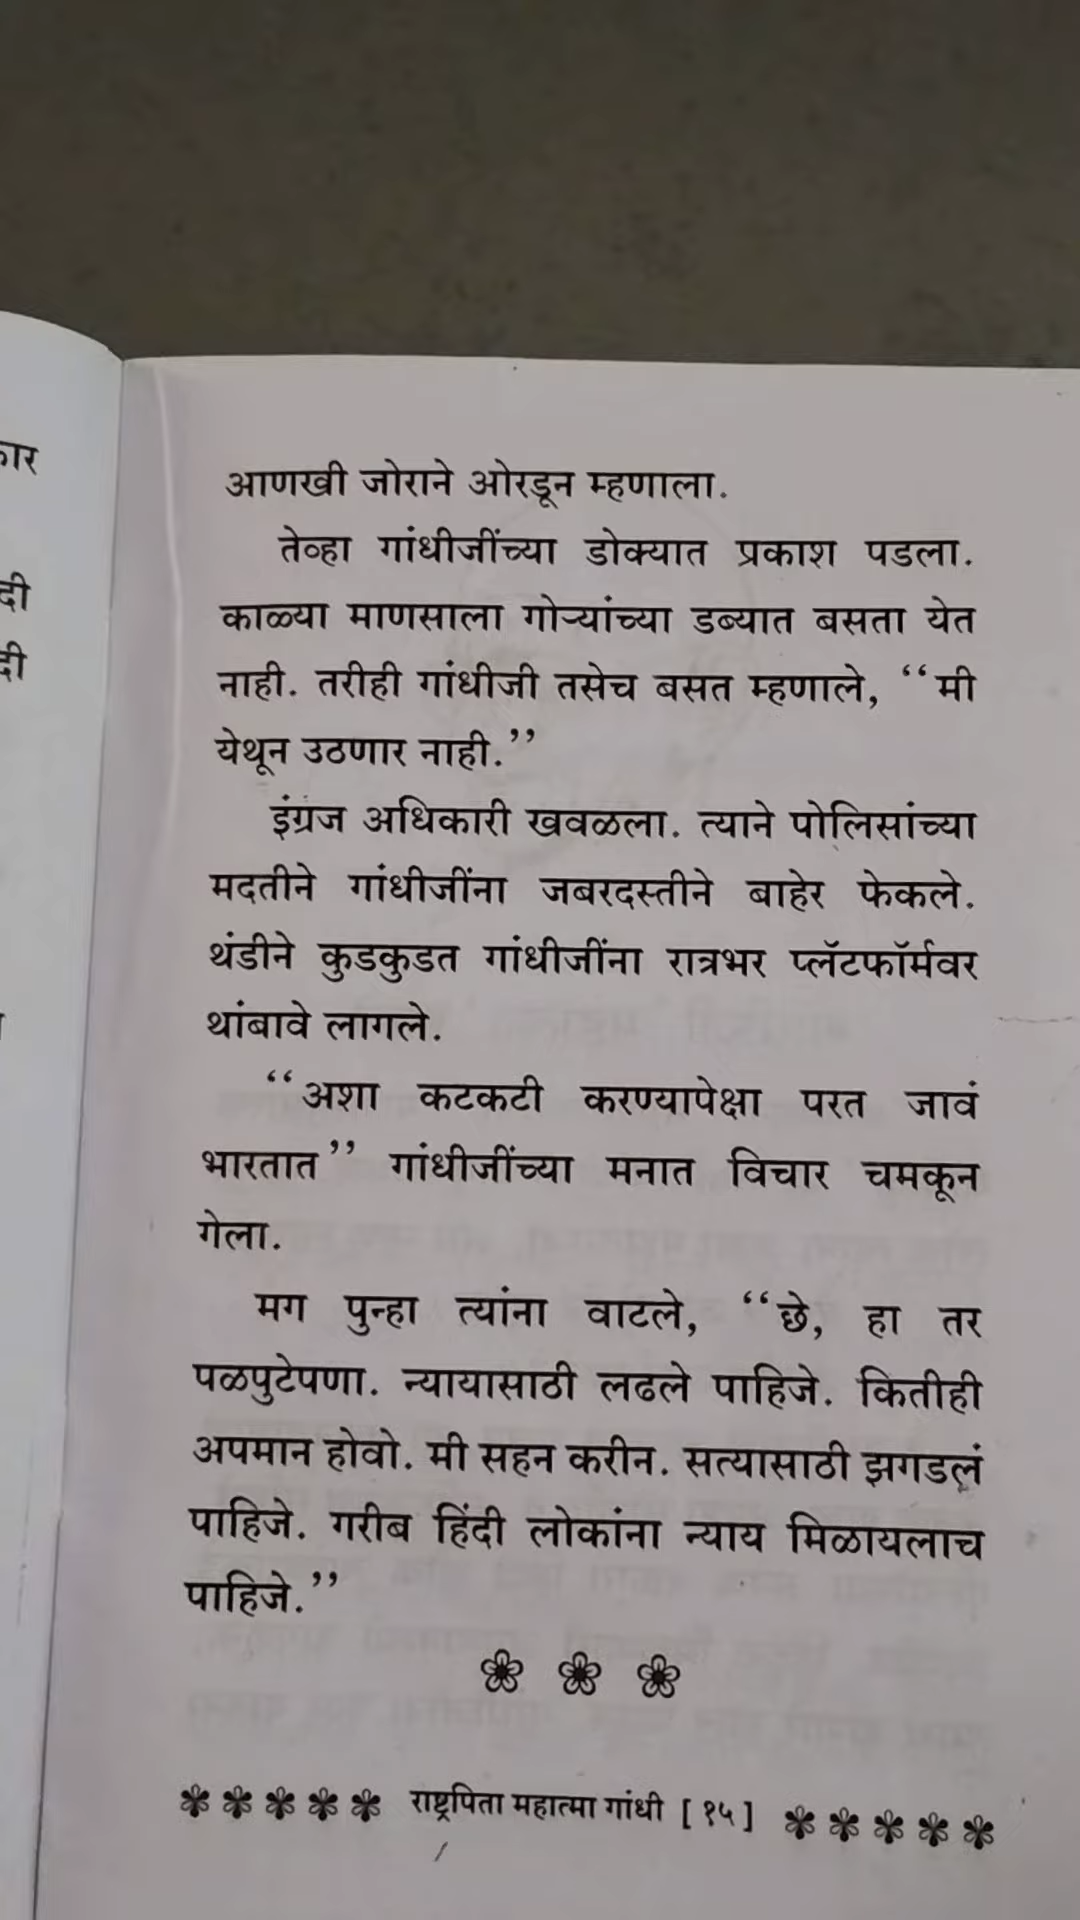 आणखी जोराने ओरडून म्हणाला.
तेव्हा गांधीजींच्या डोक्यात प्रकाश पडला.
काळ्या माणसाला गोऱ्यांच्या डब्यात बसता येत
नाही. तरीही गांधीजी तसेच बसत म्हणाले, ‘‘मी
येथून उठणार नाही.’’
इंग्रज अधिकारी खवळला. त्याने पोलिसांच्या
मदतीने गांधीजींना जबरदस्तीने बाहेर फेकले.
थंडीने कुडकुडत गांधीजींना रात्रभर प्लॅटफॉर्मवर
थांबावे लागले.
‘‘अशा कटकटी करण्यापेक्षा परत जावं
भारतात’’ गांधीजींच्या मनात विचार चमकून
गेला.
मग पुन्हा त्यांना वाटले, ‘‘छे, हा तर
पळपुटेपणा. न्यायासाठी लढले पाहिजे. कितीही
अपमान होवो. मी सहन करीन. सत्यासाठी झगडलं
पाहिजे. गरीब हिंदी लोकांना न्याय मिळायलाच
पाहिजे.’’
राष्ट्रपिता महात्मा गांधी [ १५ ]